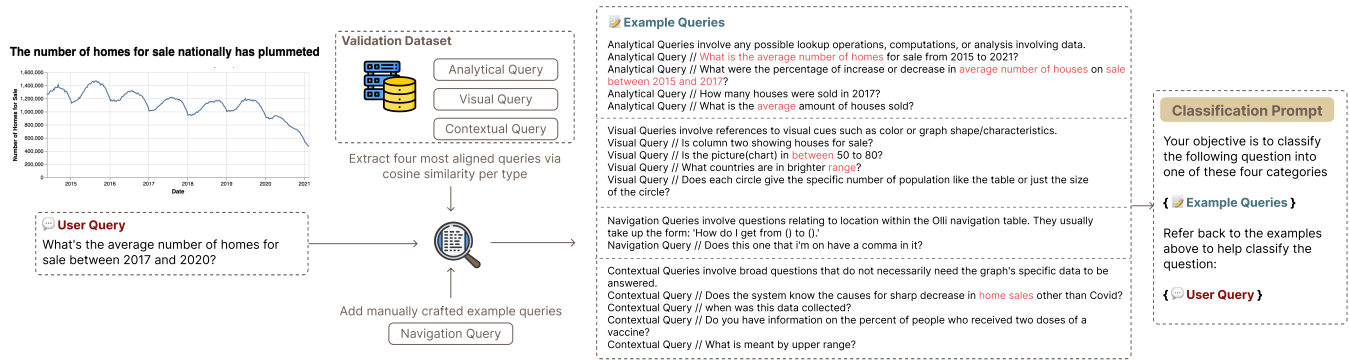 The number of homes for sale nationally has plummeted
Number of Homes for Sale
1,600,000
1,400,000
1,200,000
1,000,000
800,000
600,000
400,000
200,000
0
2015 2016 2017 2018 2019 2020 2021
Date
💬 User Query
What's the average number of homes for
sale between 2017 and 2020?
Validation Dataset
Analytical Query
Visual Query
Contextual Query
Extract four most aligned queries via
cosine similarity per type
Add manually crafted example queries
Navigation Query
📝 Example Queries
Analytical Queries involve any possible lookup operations, computations, or analysis involving data.
Analytical Query // What is the average number of homes for sale from 2015 to 2021?
Analytical Query // What were the percentage of increase or decrease in average number of houses on sale
between 2015 and 2017?
Analytical Query // How many houses were sold in 2017?
Analytical Query // What is the average amount of houses sold?
Visual Queries involve references to visual cues such as color or graph shape/characteristics.
Visual Query // Is column two showing houses for sale?
Visual Query // Is the picture(chart) in between 50 to 80?
Visual Query // What countries are in brighter range?
Visual Query // Does each circle give the specific number of population like the table or just the size
of the circle?
Navigation Queries involve questions relating to location within the Olli navigation table. They usually
take up the form: 'How do I get from () to ().'
Navigation Query // Does this one that i'm on have a comma in it?
Contextual Queries involve broad questions that do not necessarily need the graph's specific data to be
answered.
Contextual Query // Does the system know the causes for sharp decrease in home sales other than Covid?
Contextual Query // when was this data collected?
Contextual Query // Do you have information on the percent of people who received two doses of a
vaccine?
Contextual Query // What is meant by upper range?
Classification Prompt
Your objective is to classify
the following question into
one of these four categories
{ 📝 Example Queries }
Refer back to the examples
above to help classify the
question:
{ 💬 User Query }